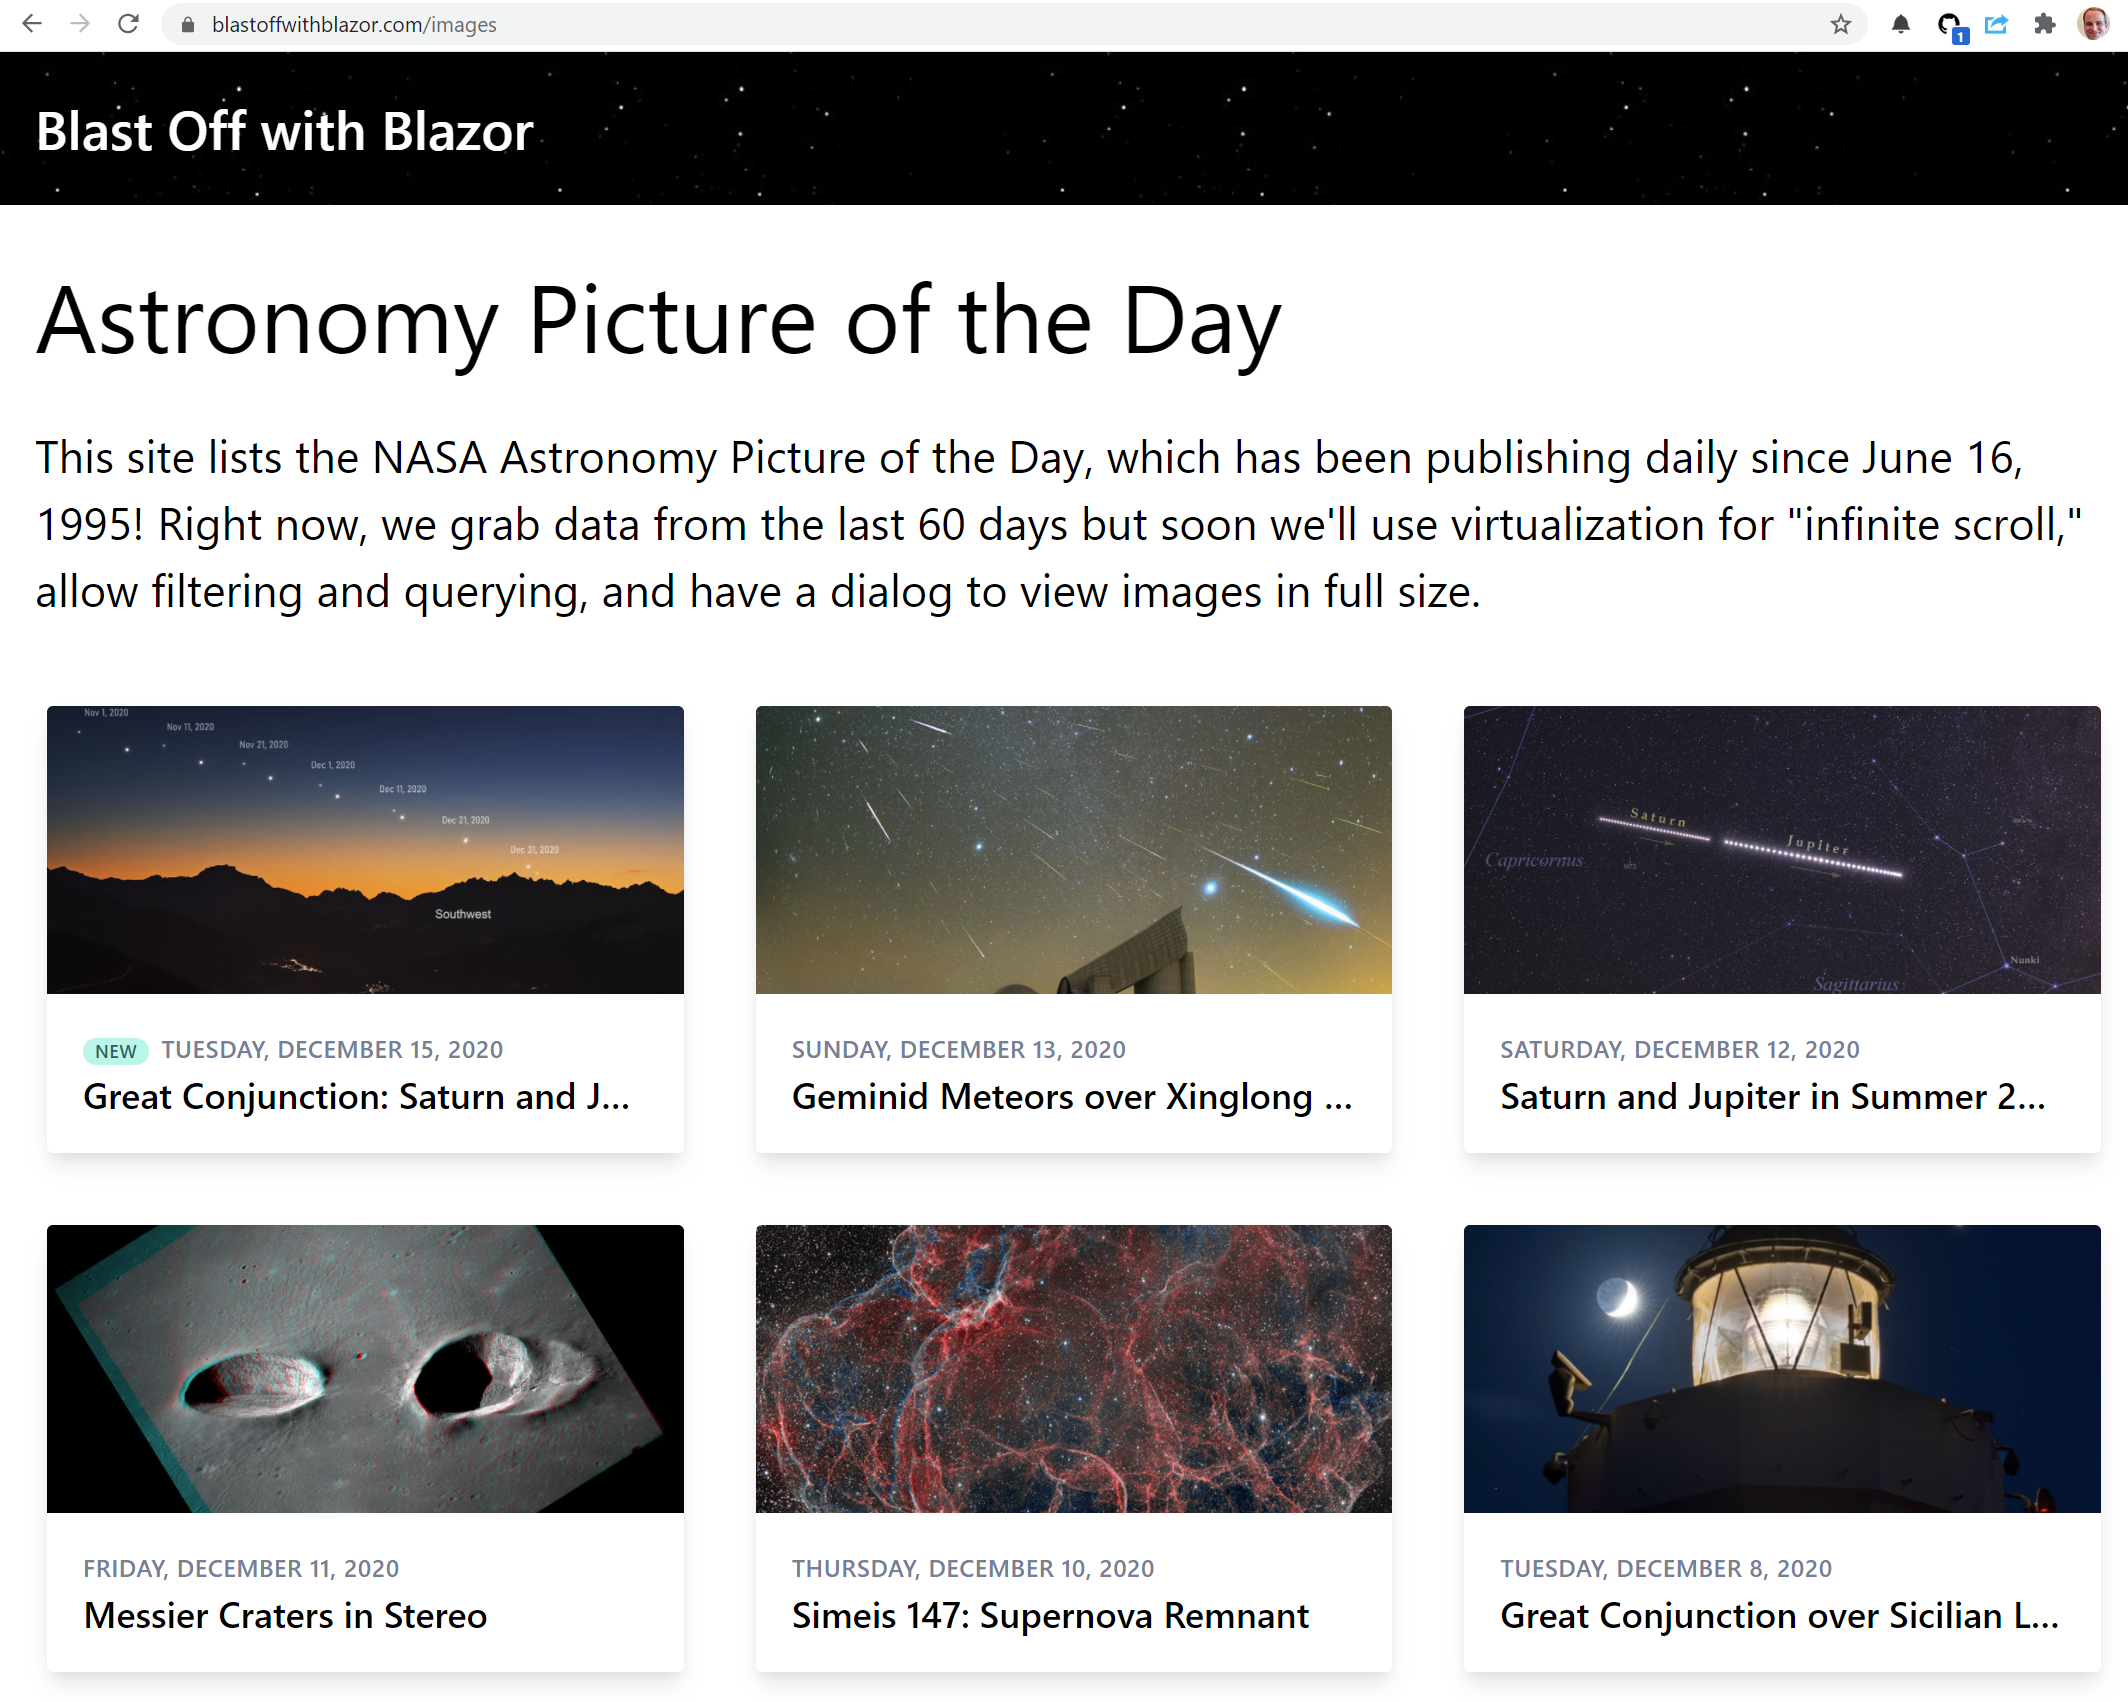 blastoffwithblazor.com/images
1
Blast Off with Blazor
Astronomy Picture of the Day
This site lists the NASA Astronomy Picture of the Day, which has been publishing daily since June 16,
1995! Right now, we grab data from the last 60 days but soon we'll use virtualization for "infinite scroll,"
allow filtering and querying, and have a dialog to view images in full size.
Nov 1, 2020
Nov 11, 2020
Nov 21, 2020
Dec 1, 2020
Dec 11, 2020
Dec 21, 2020
Dec 31, 2020
Southwest
Saturn
Jupiter
Capricornus
M75
Nunki
Sagittarius
NEW TUESDAY, DECEMBER 15, 2020
Great Conjunction: Saturn and J...
SUNDAY, DECEMBER 13, 2020
Geminid Meteors over Xinglong ...
SATURDAY, DECEMBER 12, 2020
Saturn and Jupiter in Summer 2...
FRIDAY, DECEMBER 11, 2020
Messier Craters in Stereo
THURSDAY, DECEMBER 10, 2020
Simeis 147: Supernova Remnant
TUESDAY, DECEMBER 8, 2020
Great Conjunction over Sicilian L...